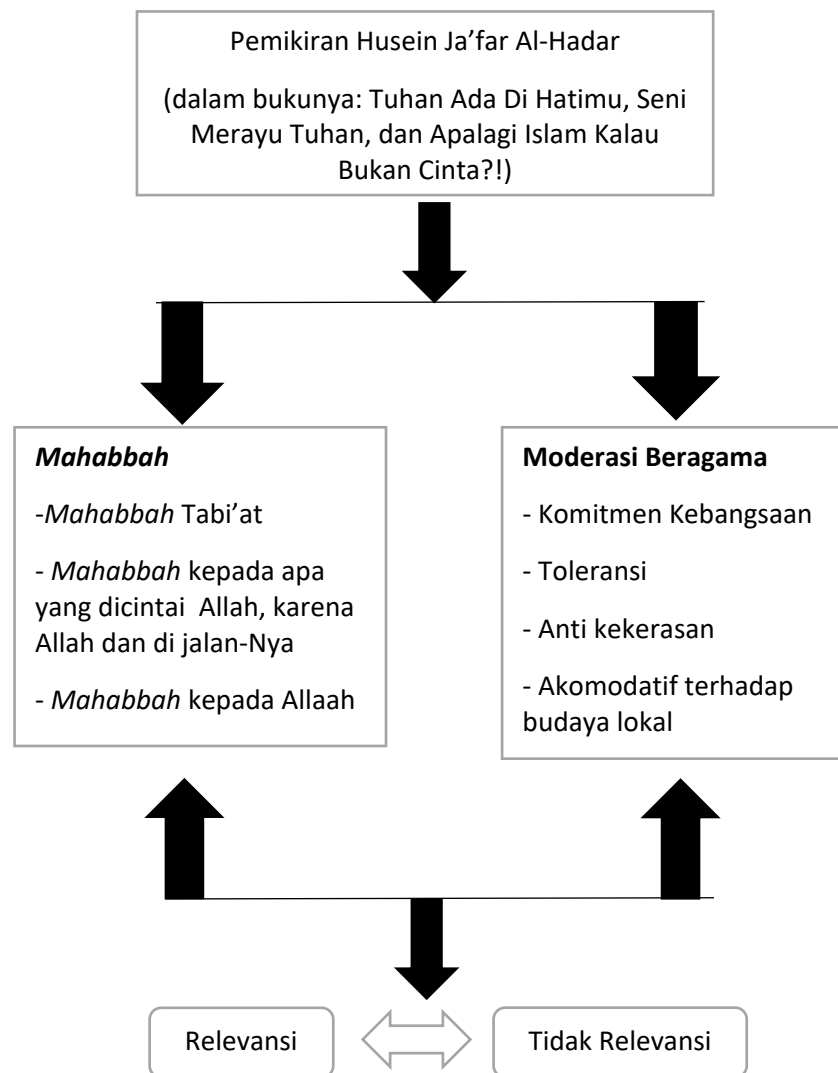 Pemikiran Husein Ja’far Al-Hadar
(dalam bukunya: Tuhan Ada Di Hatimu, Seni
Merayu Tuhan, dan Apalagi Islam Kalau
Bukan Cinta?!)
Mahabbah
-Mahabbah Tabi’at
- Mahabbah kepada apa
yang dicintai Allah, karena
Allah dan di jalan-Nya
- Mahabbah kepada Allaah
Moderasi Beragama
- Komitmen Kebangsaan
- Toleransi
- Anti kekerasan
- Akomodatif terhadap
budaya lokal
Relevansi
Tidak Relevansi